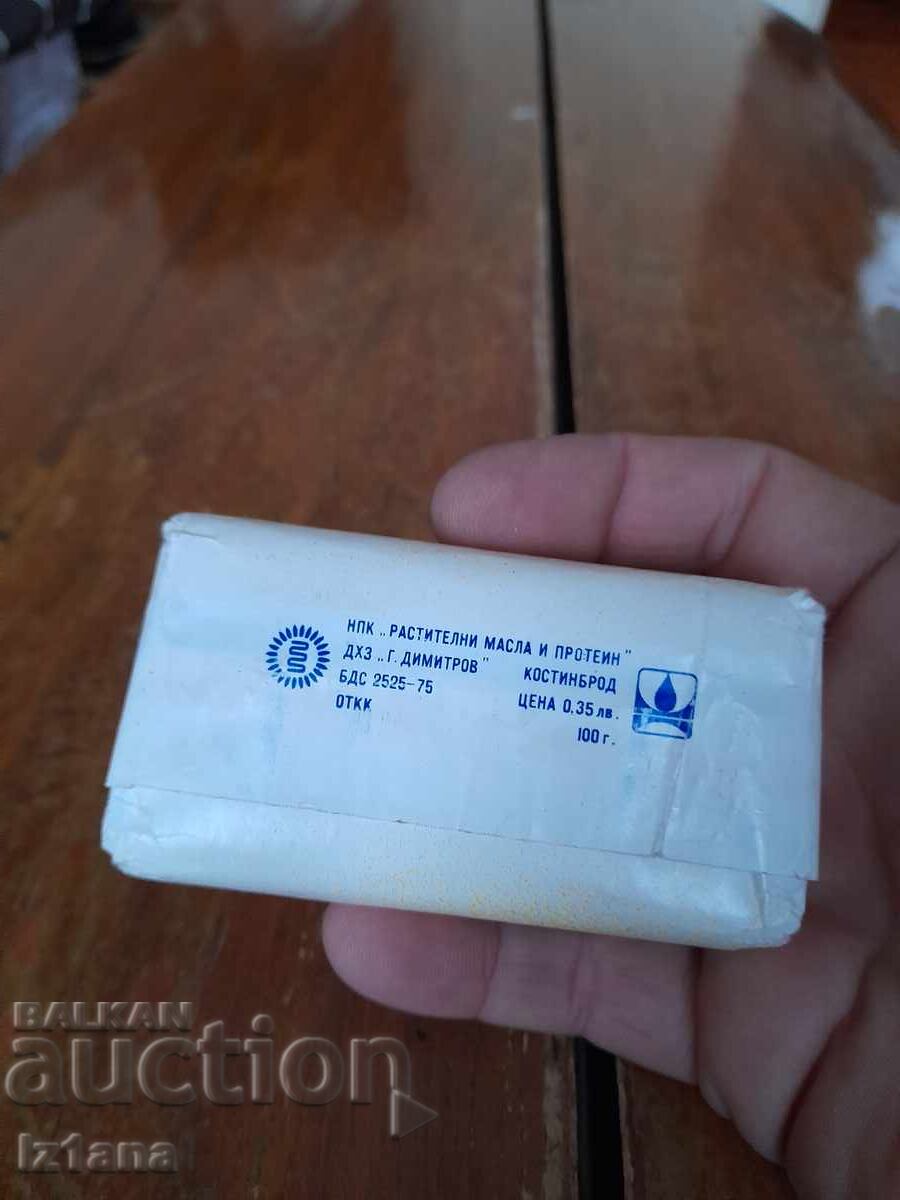 НПК „РАСТИТЕЛНИ МАСЛА И ПРОТЕИН"
ДХЗ „Г. ДИМИТРОВ" КОСТИНБРОД
БДС 2525-75 ЦЕНА 0.35 лв.
ОТКК 100 г.
BALKAN
auction
Iz1ana